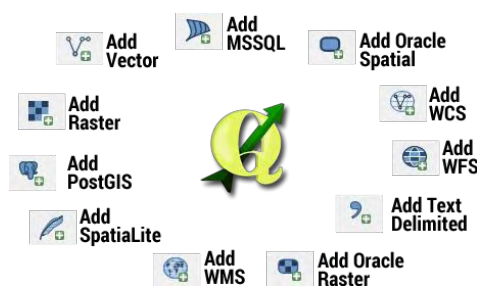 Add
MSSQL
Add Oracle
Spatial
Add
Vector
Add
WCS
Add
Raster
Add
WFS
Add
PostGIS
Add Text
Delimited
Add
SpatiaLite
Add
WMS
Add Oracle
Raster